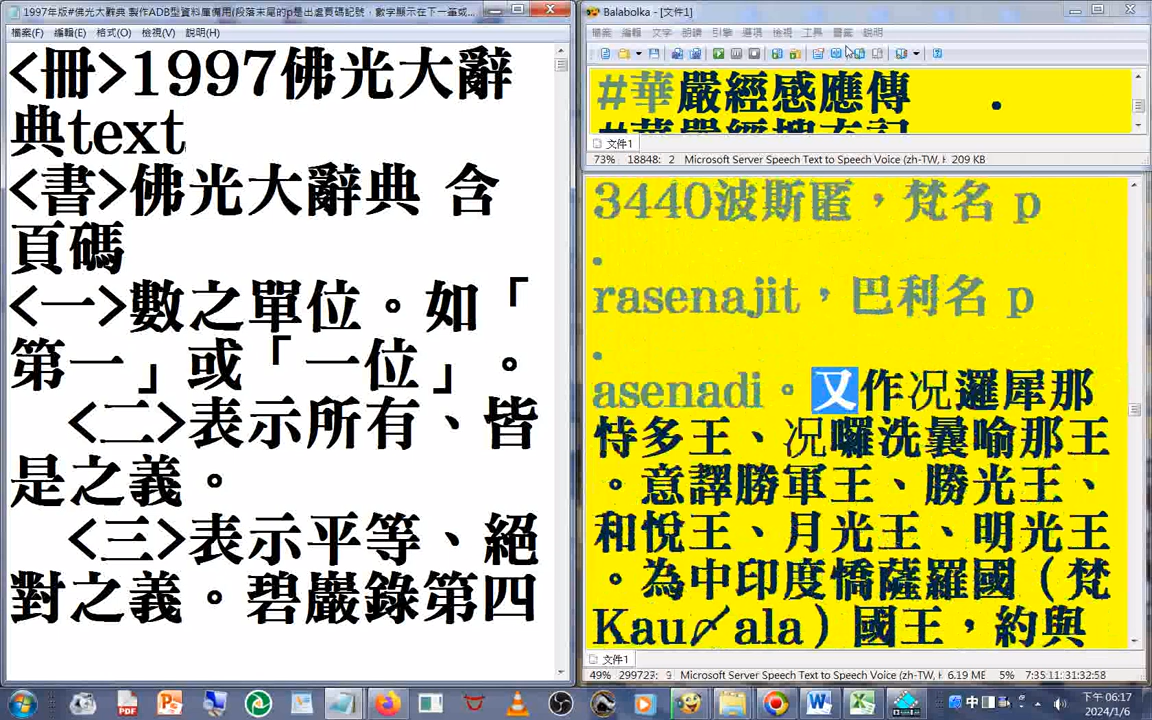 1997年版#佛光大辭典 製作ADB型資料庫備用(段落末尾的p是出處頁碼記號，數字顯示在下一筆或...
檔案(F) 編輯(E) 格式(O) 檢視(V) 說明(H)
<冊>1997佛光大辭
典text
<書>佛光大辭典 含
頁碼
<一>數之單位。如「
第一」或「一位」。
<二>表示所有、皆
是之義。
<三>表示平等、絕
對之義。碧巖錄第四
Balabolka - [文件1]
檔案 編輯 文字 朗讀 引擎 選項 檢視 工具 說明
#華嚴經感應傳 .
#華嚴經搜玄記
文件1
73% 18848: 2 Microsoft Server Speech Text to Speech Voice (zh-TW, H 209 KB
3440波斯匿，梵名 p
.
rasenajit，巴利名 p
.
asenadi。又作况邏犀那
恃多王、况囉洗曩喻那王
。意譯勝軍王、勝光王、
和悅王、月光王、明光王
。為中印度憍薩羅國（梵
Kau〆ala）國王，約與
文件1
49% 299723: 9 Microsoft Server Speech Text to Speech Voice (zh-TW, H 6.19 MB 5% 7:35 11:31:32:58
中
下午 06:17
2024/1/6